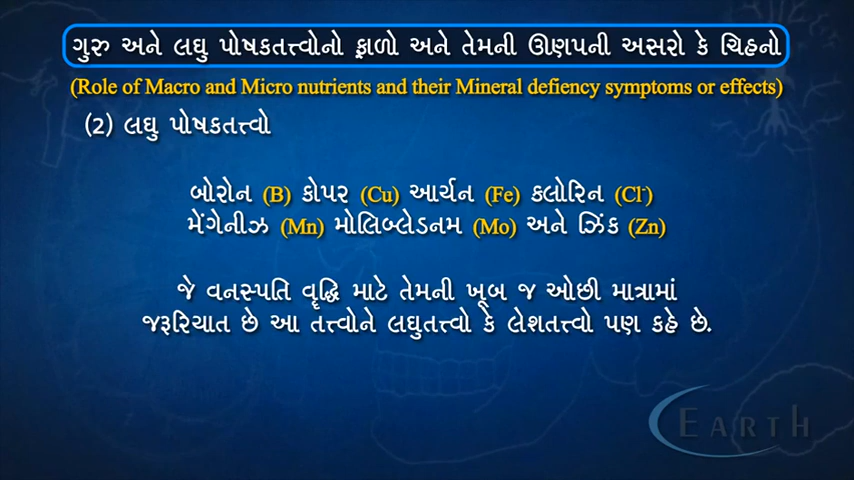 ગુરુ અને લઘુ પોષકતત્ત્વોનો ફાળો અને તેમની ઊણપની અસરો કે ચિહનો
(Role of Macro and Micro nutrients and their Mineral defiency symptoms or effects)
(2) લઘુ પોષકતત્ત્વો
બોરોન (B) કોપર (Cu) આર્યન (Fe) કલોરિન (Cl⁻)
મેંગેનીઝ (Mn) મોલિબ્લેડનમ (Mo) અને ઝિંક (Zn)
જે વનસ્પતિ વૃદ્ધિ માટે તેમની ખૂબ જ ઓછી માત્રામાં
જરૂરિયાત છે આ તત્ત્વોને લઘુતત્ત્વો કે લેશતત્ત્વો પણ કહે છે.
EARTH